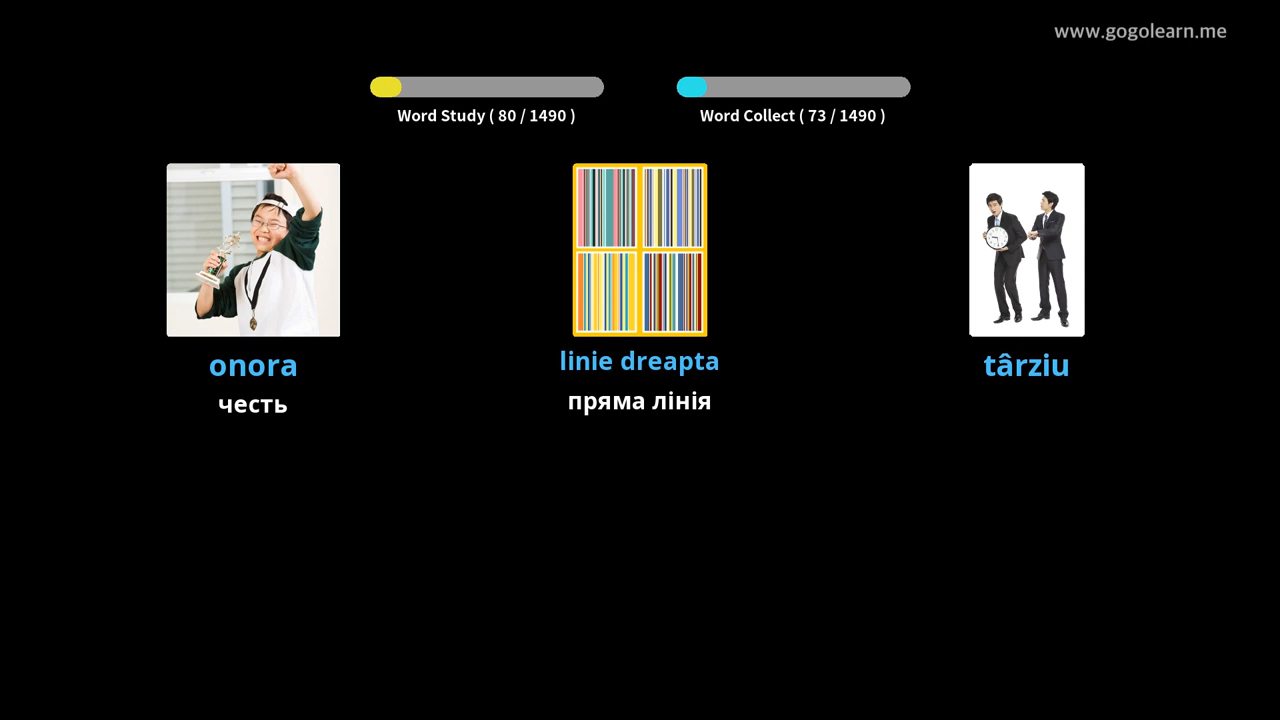 www.gogolearn.me
Word Study ( 80 / 1490 )
Word Collect ( 73 / 1490 )
onora
честь
linie dreapta
пряма лінія
târziu